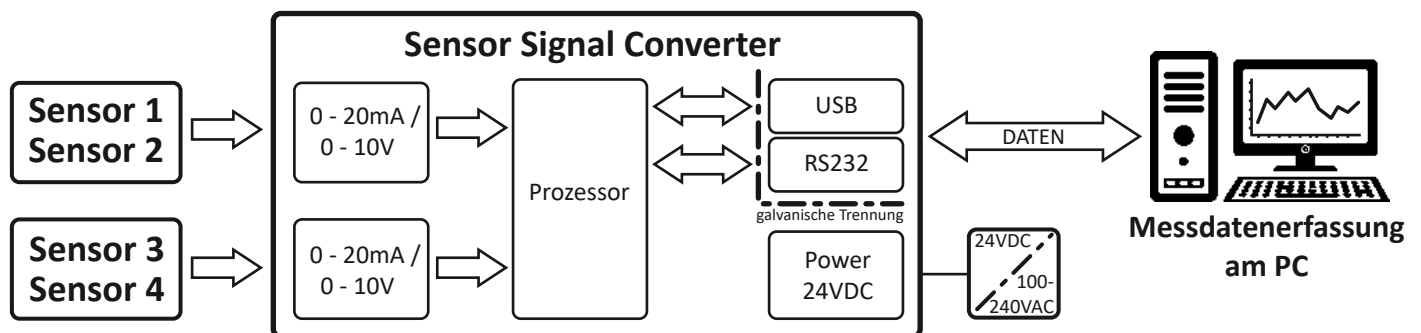 Sensor Signal Converter
Sensor 1
Sensor 2
0 - 20mA /
0 - 10V
Sensor 3
Sensor 4
0 - 20mA /
0 - 10V
Prozessor
USB
RS232
galvanische Trennung
Power
24VDC
DATEN
24VDC
100-
240VAC
Messdatenerfassung
am PC